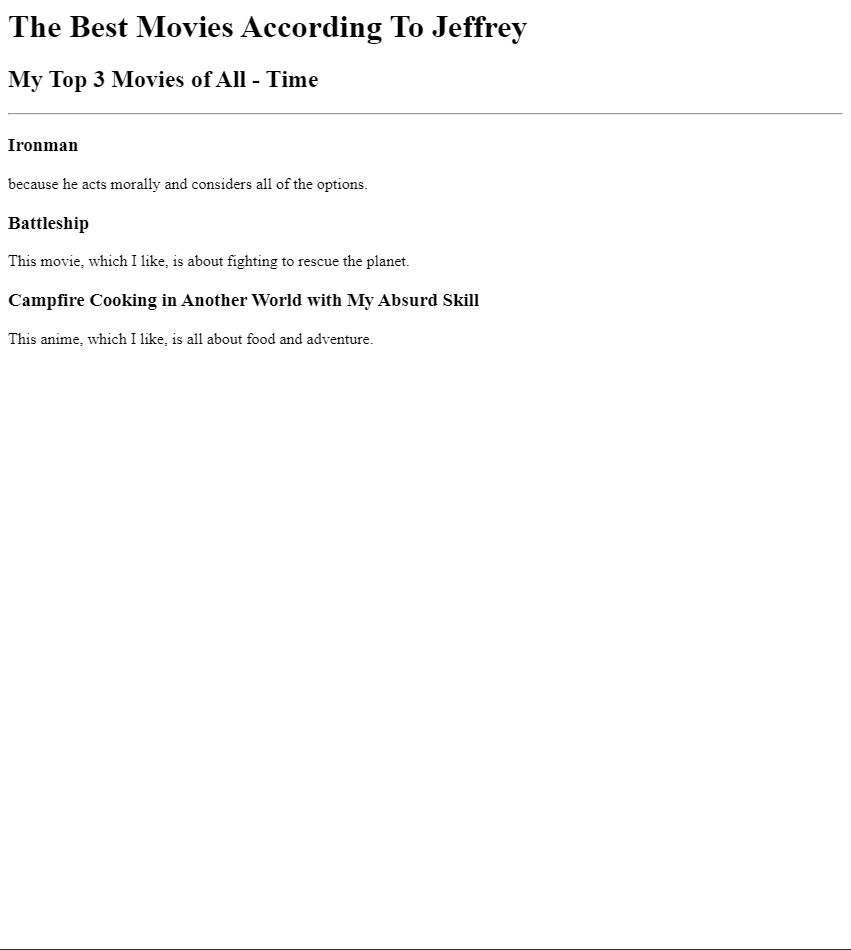 The Best Movies According To Jeffrey
My Top 3 Movies of All - Time
Ironman
because he acts morally and considers all of the options.
Battleship
This movie, which I like, is about fighting to rescue the planet.
Campfire Cooking in Another World with My Absurd Skill
This anime, which I like, is all about food and adventure.